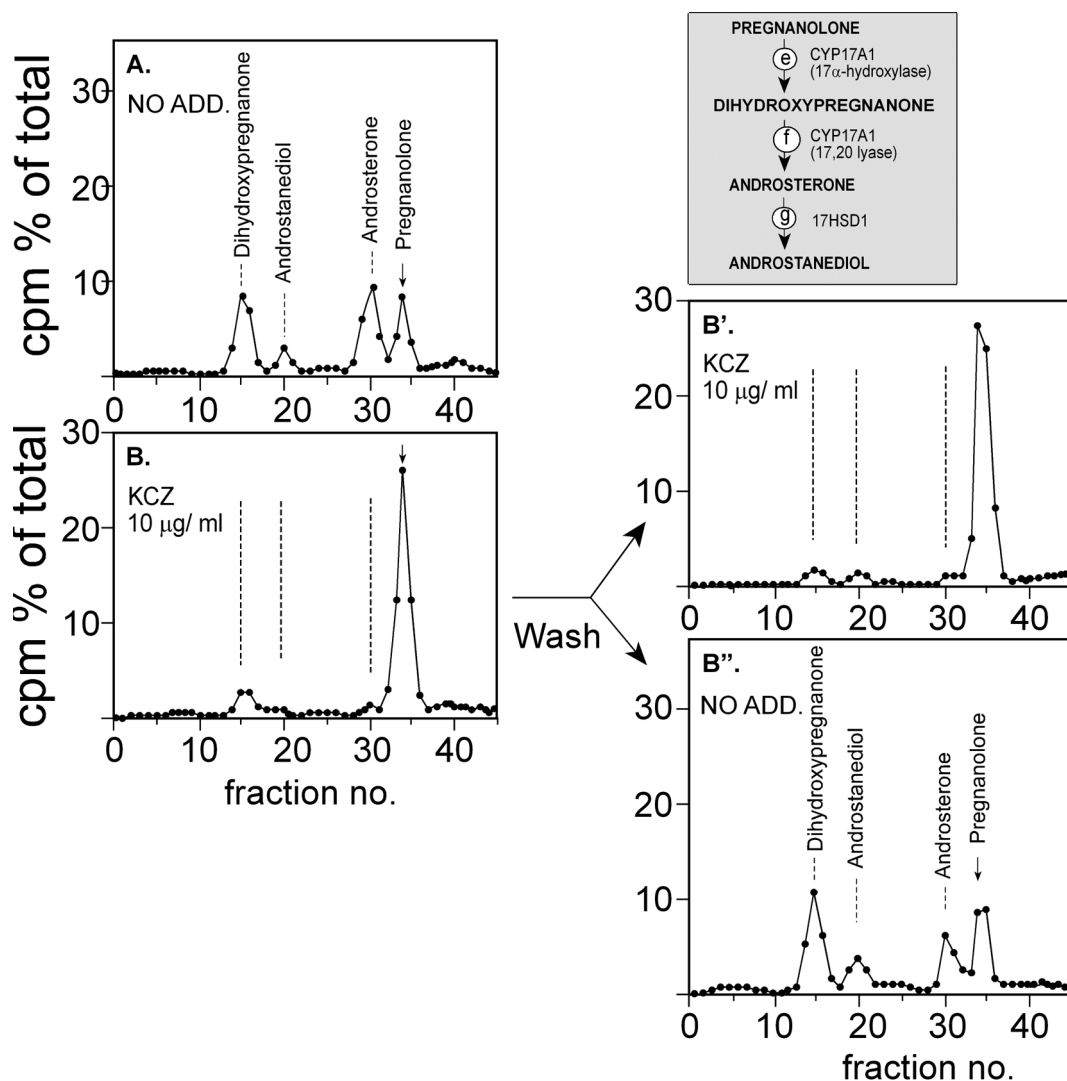 A.
NO ADD.
Dihydroxypregnanone
Androstanediol
Androsterone
Pregnanolone
cpm % of total
30
20
10
0 10 20 30 40
B.
KCZ
10 μg/ ml
cpm % of total
30
20
10
0 10 20 30 40
fraction no.
Wash
PREGNANOLONE
e CYP17A1
(17α-hydroxylase)
DIHYDROXYPREGNANONE
f CYP17A1
(17,20 lyase)
ANDROSTERONE
g 17HSD1
ANDROSTANEDIOL
B'.
KCZ
10 μg/ ml
30
20
10
0 10 20 30 40
B".
NO ADD.
Dihydroxypregnanone
Androstanediol
Androsterone
Pregnanolone
30
20
10
0 10 20 30 40
fraction no.